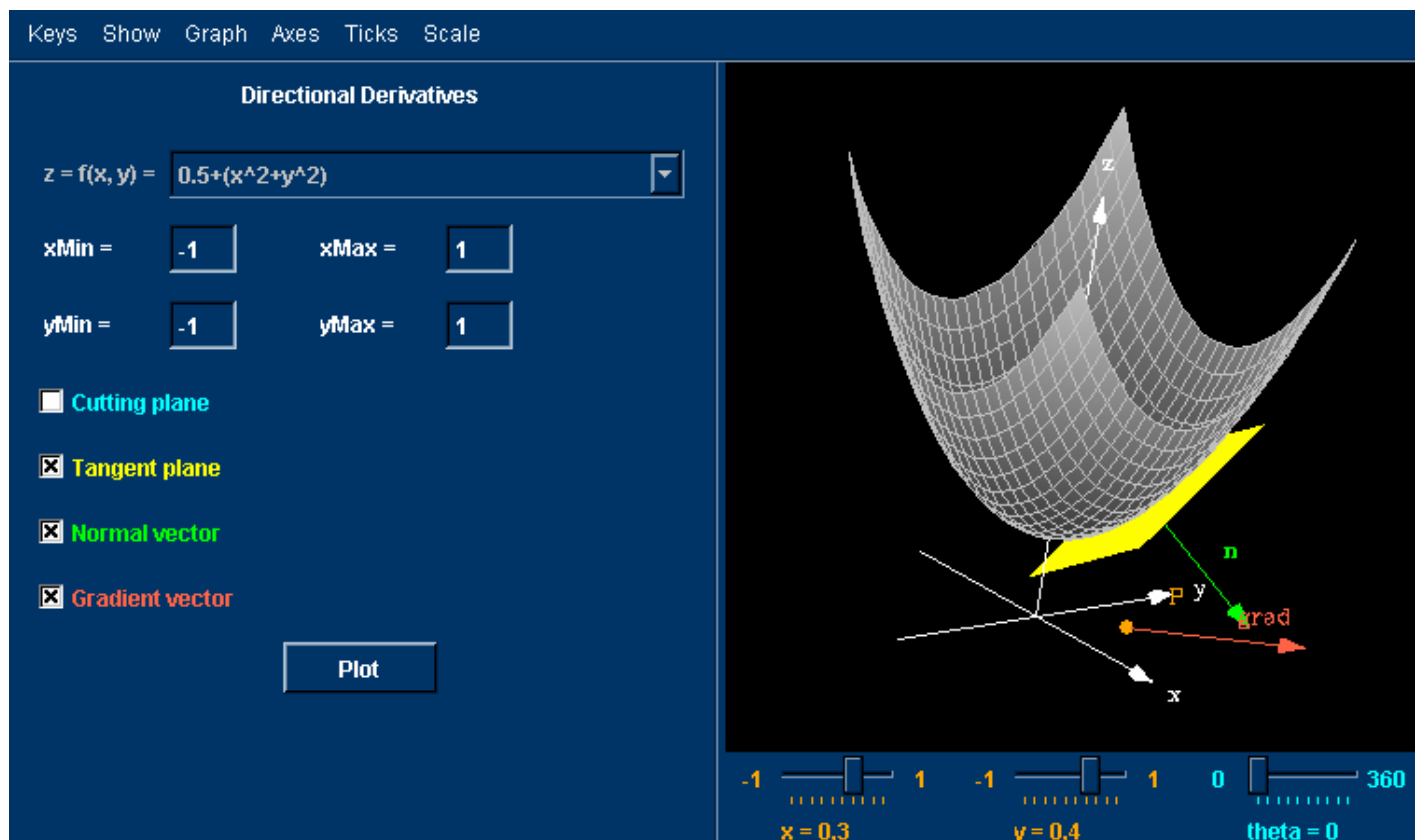 Keys Show Graph Axes Ticks Scale
Directional Derivatives
z = f(x, y) = 0.5+(x^2+y^2)
xMin = -1 xMax = 1
yMin = -1 yMax = 1
Cutting plane
Tangent plane
Normal vector
Gradient vector
Plot
z
n
P y
grad
x
-1 1 -1 1 0 360
x = 0.3 y = 0.4 theta = 0